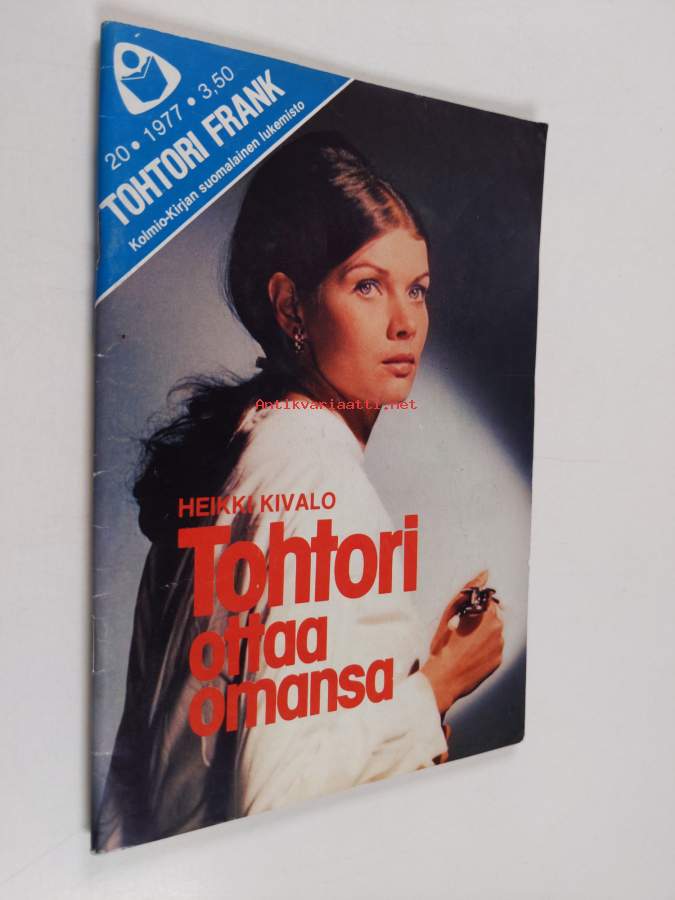 20 • 1977 • 3,50
TOHTORI FRANK
Kolmio-Kirjan suomalainen lukemisto
Antikvariaatti.net
HEIKKI KIVALO
Tohtori
ottaa
omansa